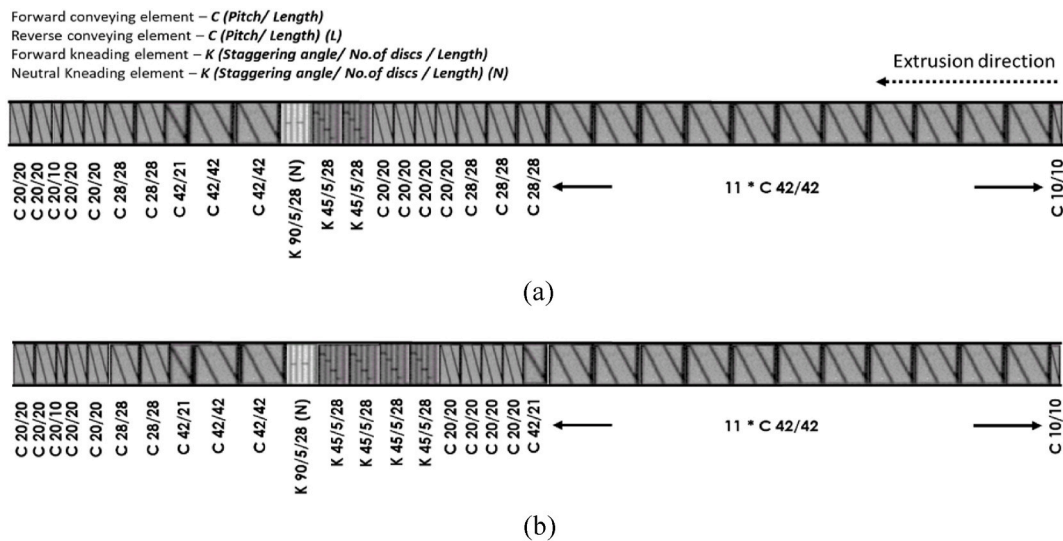 Forward conveying element – C (Pitch/ Length)
Reverse conveying element – C (Pitch/ Length) (L)
Forward kneading element – K (Staggering angle/ No.of discs / Length)
Neutral Kneading element – K (Staggering angle/ No.of discs / Length) (N)
Extrusion direction
C 20/20
C 20/20
C 20/10
C 20/20
C 20/20
C 28/28
C 28/28
C 42/21
C 42/42
C 42/42
K 90/5/28 (N)
K 45/5/28
K 45/5/28
C 20/20
C 20/20
C 20/20
C 20/20
C 28/28
C 28/28
C 28/28
11 * C 42/42
C 10/10
(a)
C 20/20
C 20/20
C 20/10
C 20/20
C 20/20
C 28/28
C 28/28
C 42/21
C 42/42
C 42/42
K 90/5/28 (N)
K 45/5/28
K 45/5/28
K 45/5/28
K 45/5/28
C 20/20
C 20/20
C 20/20
C 20/20
C 42/21
11 * C 42/42
C 10/10
(b)